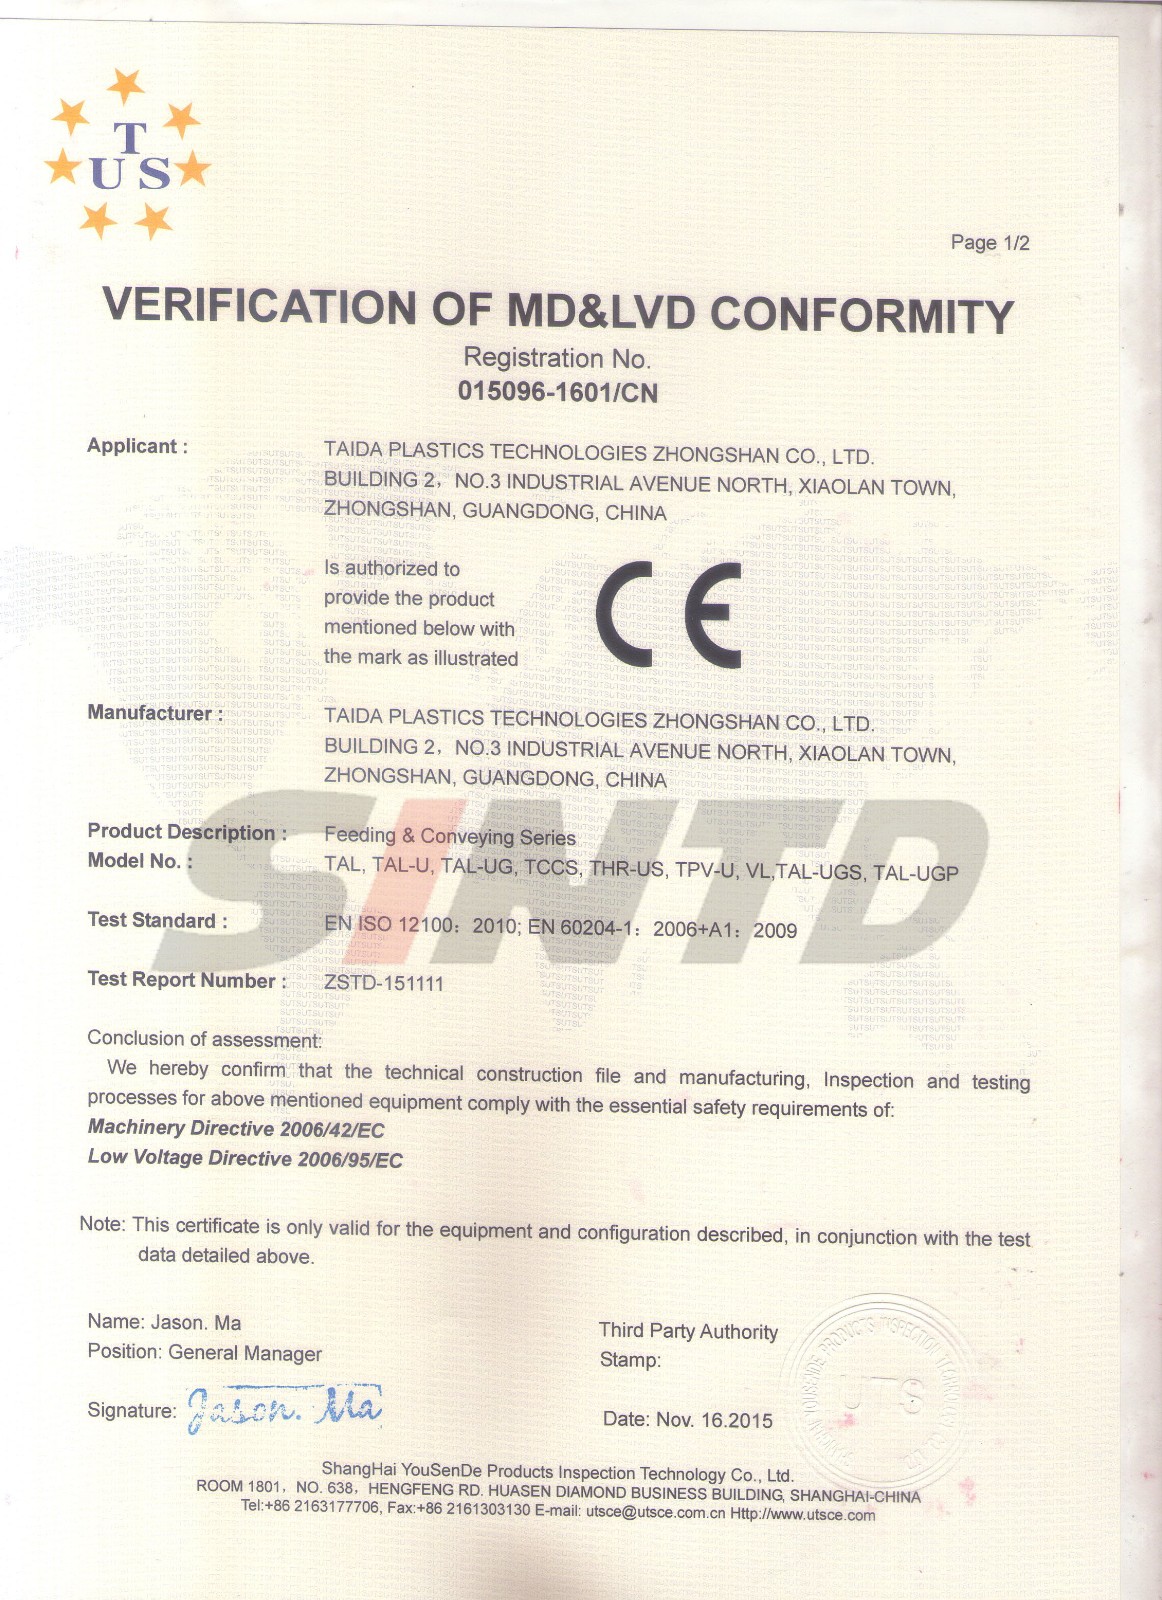 T
U S
Page 1/2
VERIFICATION OF MD&LVD CONFORMITY
Registration No.
015096-1601/CN
Applicant : TAIDA PLASTICS TECHNOLOGIES ZHONGSHAN CO., LTD.
BUILDING 2，NO.3 INDUSTRIAL AVENUE NORTH, XIAOLAN TOWN,
ZHONGSHAN, GUANGDONG, CHINA
Is authorized to
provide the product
mentioned below with
the mark as illustrated
CE
Manufacturer : TAIDA PLASTICS TECHNOLOGIES ZHONGSHAN CO., LTD.
BUILDING 2，NO.3 INDUSTRIAL AVENUE NORTH, XIAOLAN TOWN,
ZHONGSHAN, GUANGDONG, CHINA
SINTD
Product Description : Feeding & Conveying Series
Model No. : TAL, TAL-U, TAL-UG, TCCS, THR-US, TPV-U, VL,TAL-UGS, TAL-UGP
Test Standard : EN ISO 12100：2010; EN 60204-1：2006+A1：2009
Test Report Number : ZSTD-151111
Conclusion of assessment:
We hereby confirm that the technical construction file and manufacturing, Inspection and testing
processes for above mentioned equipment comply with the essential safety requirements of:
Machinery Directive 2006/42/EC
Low Voltage Directive 2006/95/EC
Note: This certificate is only valid for the equipment and configuration described, in conjunction with the test
data detailed above.
Name: Jason. Ma
Position: General Manager
Signature: Jason. Ma
Third Party Authority
Stamp:
UTS
Date: Nov. 16.2015
ShangHai YouSenDe Products Inspection Technology Co., Ltd.
ROOM 1801，NO. 638，HENGFENG RD. HUASEN DIAMOND BUSINESS BUILDING, SHANGHAI-CHINA
Tel:+86 2163177706, Fax:+86 2161303130 E-mail: utsce@utsce.com.cn Http://www.utsce.com